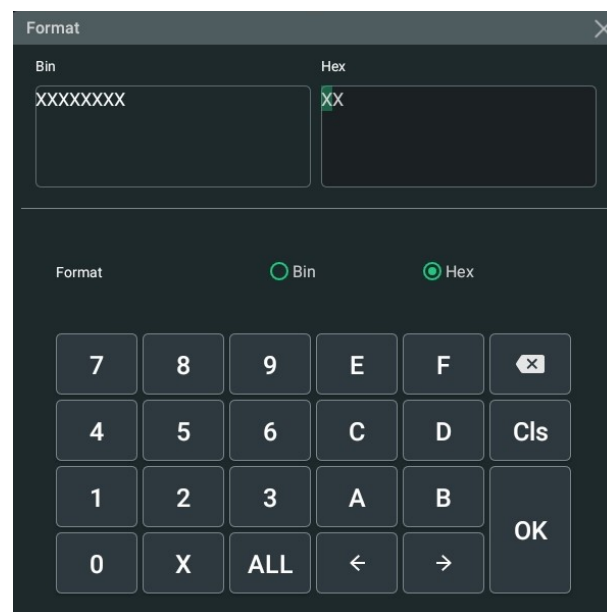 Format
Bin Hex
XXXXXXXX XX
Format Bin Hex
7 8 9 E F
4 5 6 C D Cls
1 2 3 A B
OK
0 X ALL ← →